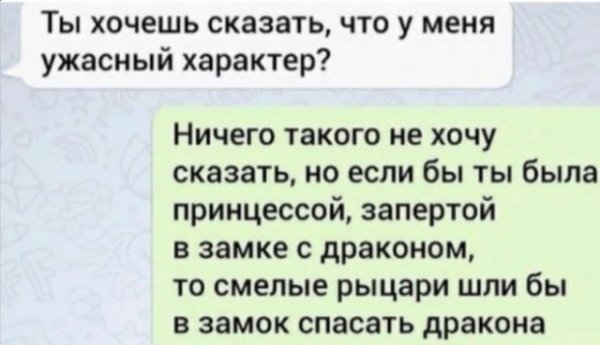 Ты хочешь сказать, что у меня
ужасный характер?
Ничего такого не хочу
сказать, но если бы ты была
принцессой, запертой
в замке с драконом,
то смелые рыцари шли бы
в замок спасать дракона